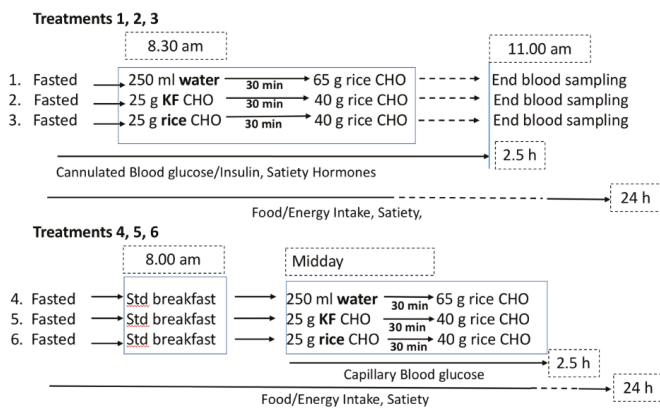 Treatments 1, 2, 3
8.30 am
11.00 am
1. Fasted 250 ml water 30 min 65 g rice CHO End blood sampling
2. Fasted 25 g KF CHO 30 min 40 g rice CHO End blood sampling
3. Fasted 25 g rice CHO 30 min 40 g rice CHO End blood sampling
2.5 h
Cannulated Blood glucose/Insulin, Satiety Hormones
24 h
Food/Energy Intake, Satiety,
Treatments 4, 5, 6
8.00 am
Midday
4. Fasted Std breakfast 250 ml water 30 min 65 g rice CHO
5. Fasted Std breakfast 25 g KF CHO 30 min 40 g rice CHO
6. Fasted Std breakfast 25 g rice CHO 30 min 40 g rice CHO
2.5 h
Capillary Blood glucose
24 h
Food/Energy Intake, Satiety